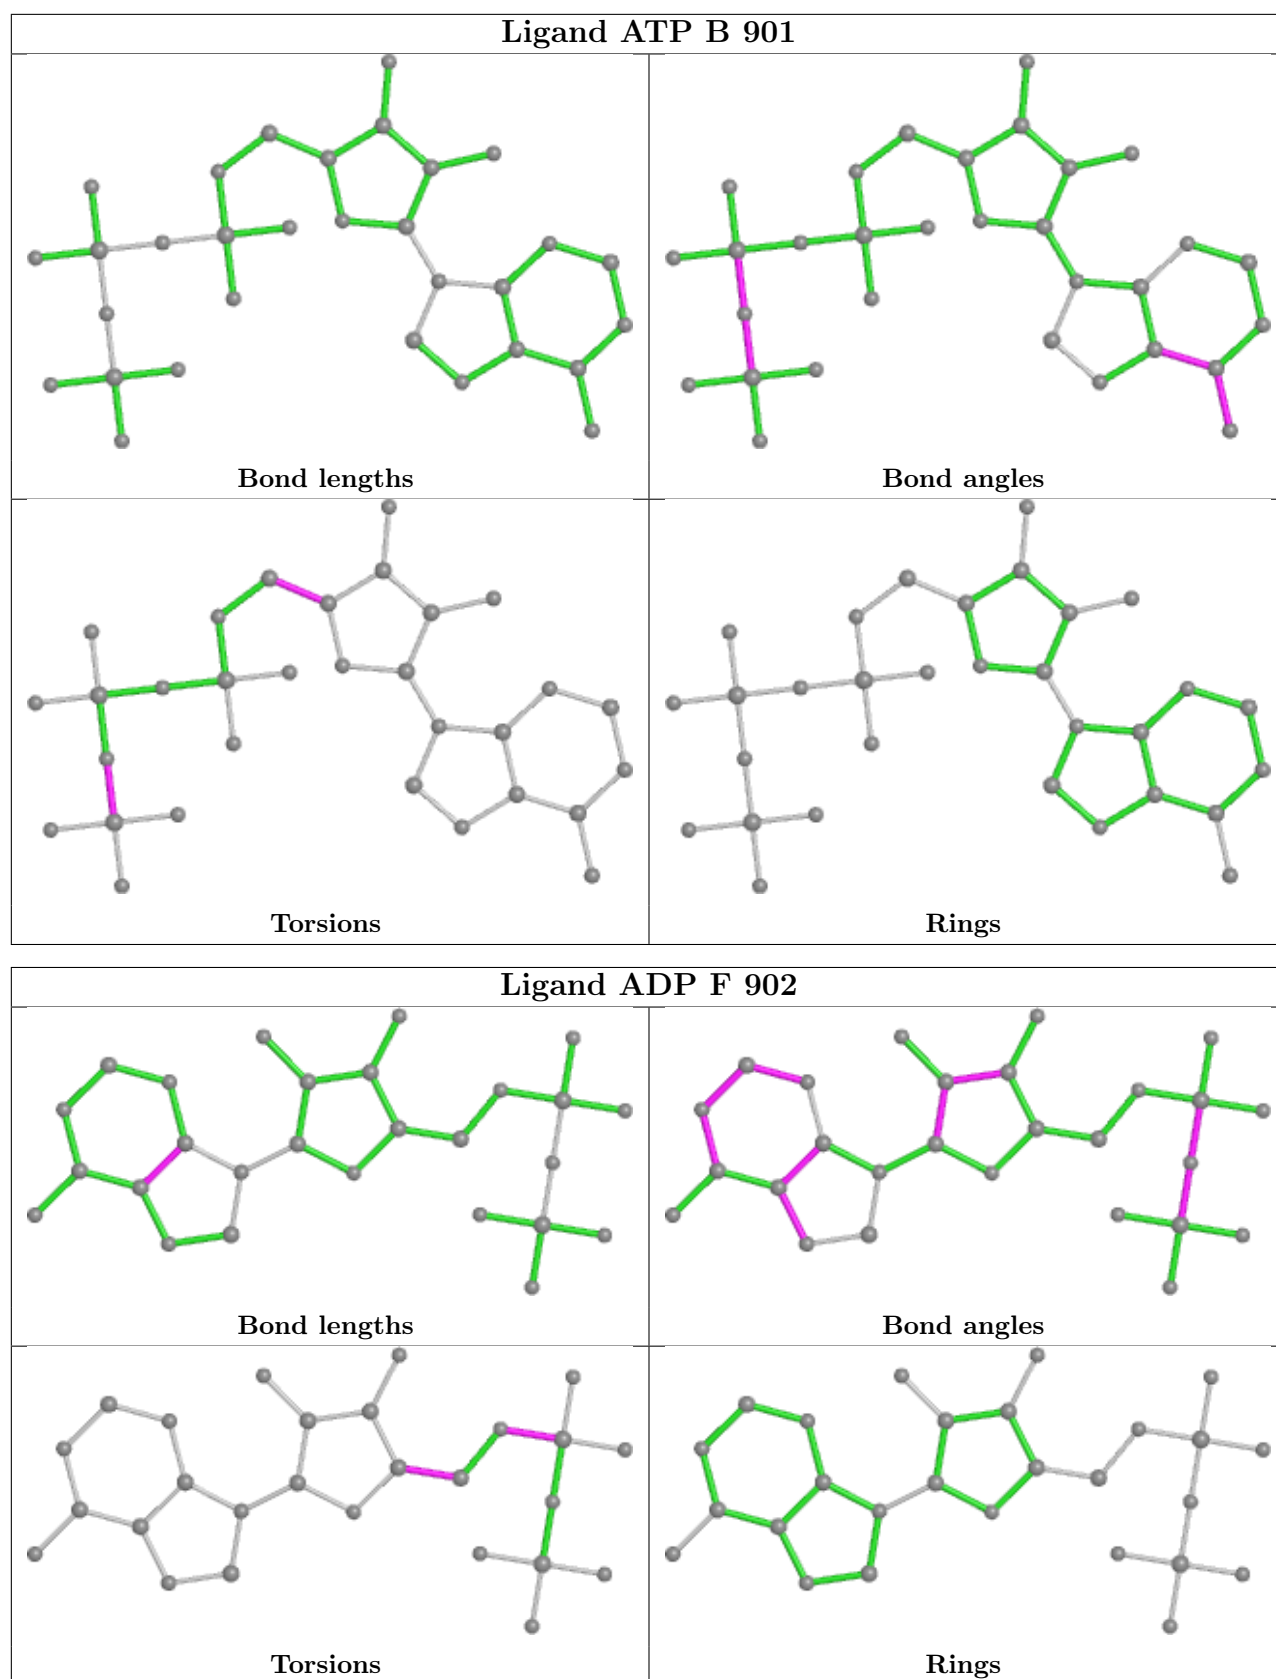 Ligand ATP B 901
Bond lengths
Bond angles
Torsions
Rings
Ligand ADP F 902
Bond lengths
Bond angles
Torsions
Rings